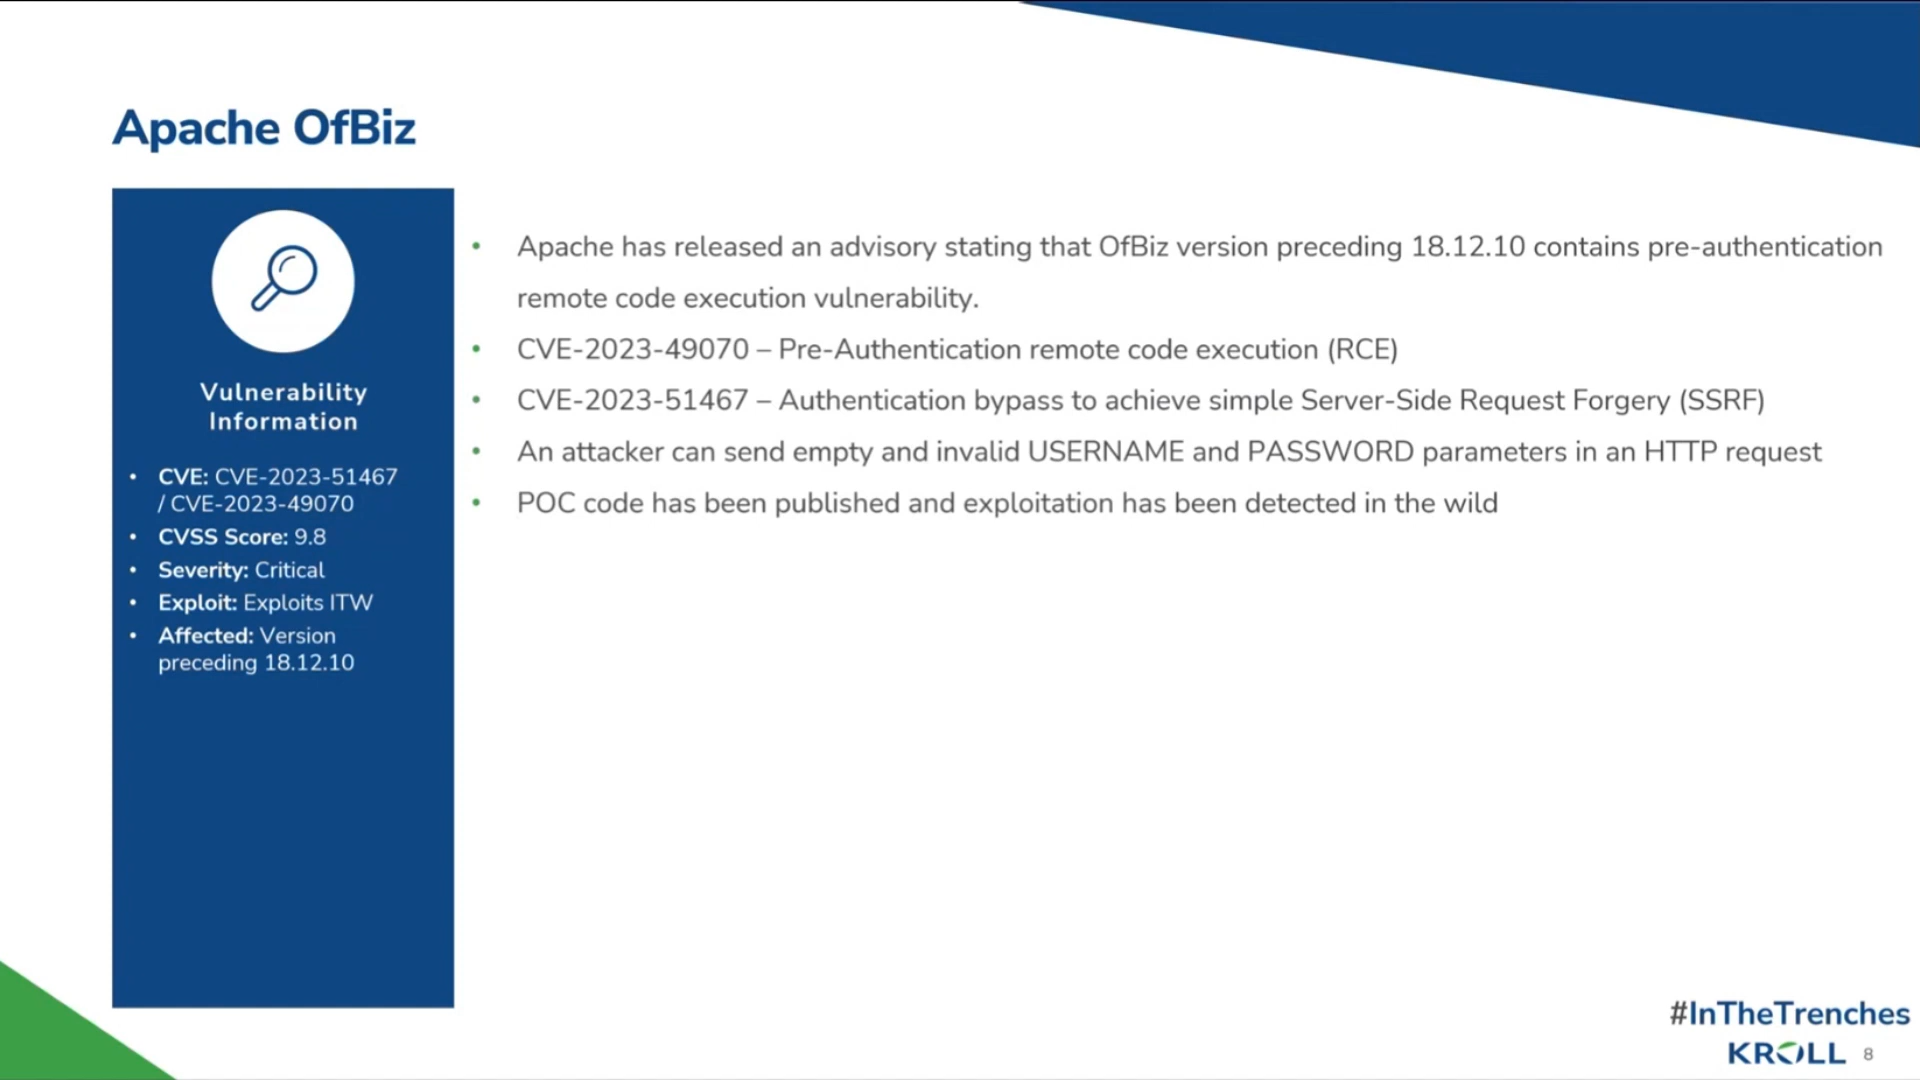 Apache OfBiz
Vulnerability
Information
• CVE: CVE-2023-51467
/ CVE-2023-49070
• CVSS Score: 9.8
• Severity: Critical
• Exploit: Exploits ITW
• Affected: Version
preceding 18.12.10
• Apache has released an advisory stating that OfBiz version preceding 18.12.10 contains pre-authentication
remote code execution vulnerability.
• CVE-2023-49070 – Pre-Authentication remote code execution (RCE)
• CVE-2023-51467 – Authentication bypass to achieve simple Server-Side Request Forgery (SSRF)
• An attacker can send empty and invalid USERNAME and PASSWORD parameters in an HTTP request
• POC code has been published and exploitation has been detected in the wild
#InTheTrenches
KROLL 8